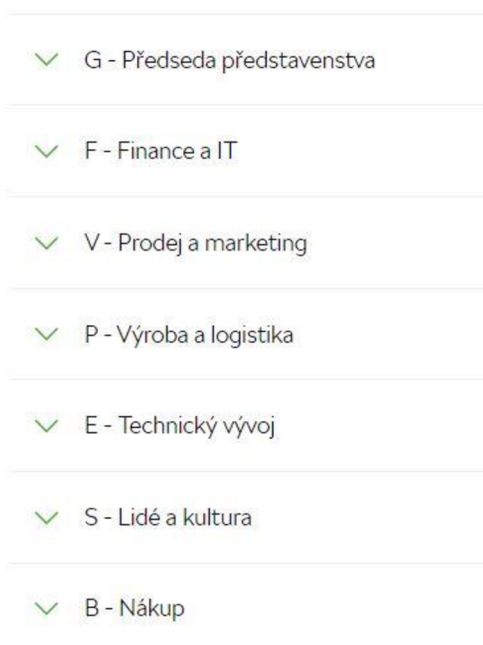 G - Předseda představenstva
F - Finance a IT
V - Prodej a marketing
P - Výroba a logistika
E - Technický vývoj
S - Lidé a kultura
B - Nákup